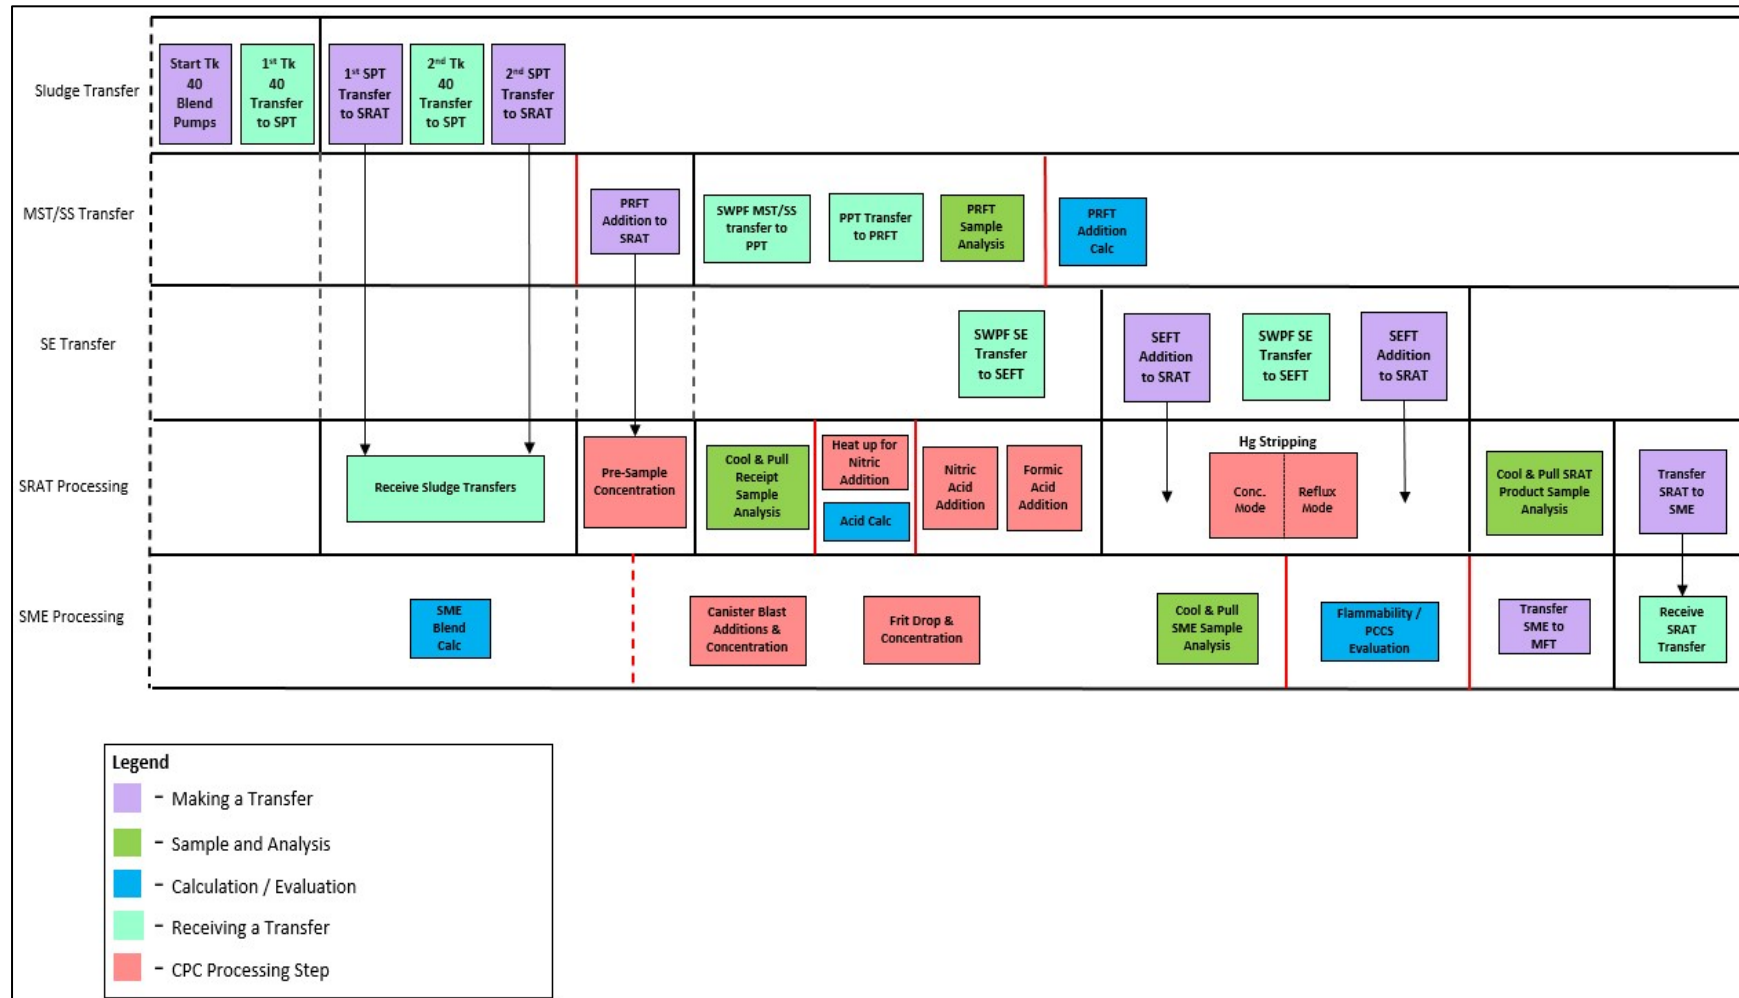 Sludge Transfer
Start Tk
40
Blend
Pumps
1st Tk
40
Transfer
to SPT
1st SPT
Transfer
to SRAT
2nd Tk
40
Transfer
to SPT
2nd SPT
Transfer
to SRAT
MST/SS Transfer
PRFT
Addition to
SRAT
SWPF MST/SS
transfer to
PPT
PPT Transfer
to PRFT
PRFT
Sample
Analysis
PRFT
Addition
Calc
SE Transfer
SWPF SE
Transfer
to SEFT
SEFT
Addition
to SRAT
SWPF SE
Transfer
to SEFT
SEFT
Addition
to SRAT
SRAT Processing
Receive Sludge Transfers
Pre-Sample
Concentration
Cool & Pull
Receipt
Sample
Analysis
Heat up for
Nitric
Addition
Acid Calc
Nitric
Acid
Addition
Formic
Acid
Addition
Hg Stripping
Conc.
Mode
Reflux
Mode
Cool & Pull SRAT
Product Sample
Analysis
Transfer
SRAT to
SME
SME Processing
SME
Blend
Calc
Canister Blast
Additions &
Concentration
Frit Drop &
Concentration
Cool & Pull
SME Sample
Analysis
Flammability /
PCCS
Evaluation
Transfer
SME to
MFT
Receive
SRAT
Transfer
Legend
– Making a Transfer
– Sample and Analysis
– Calculation / Evaluation
– Receiving a Transfer
– CPC Processing Step